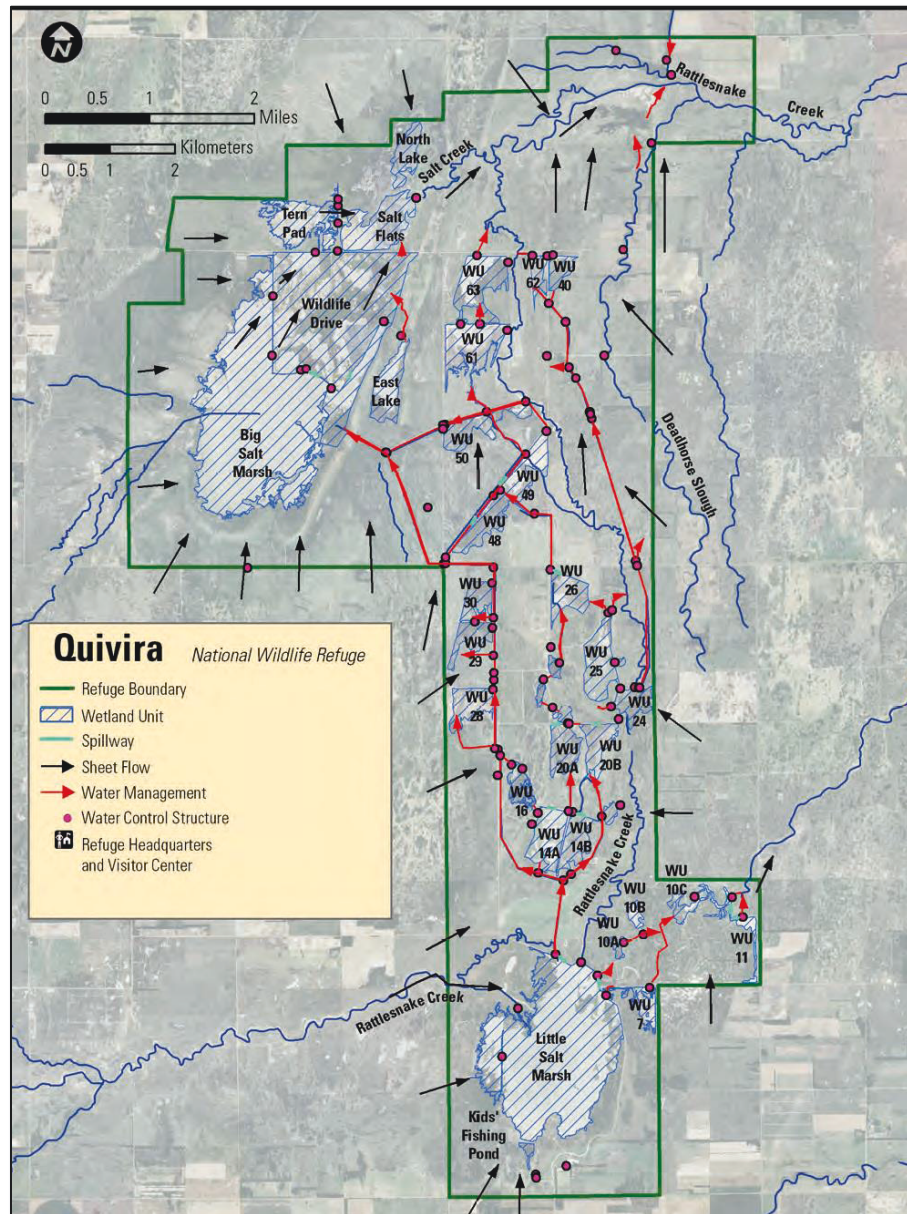 N
0 0.5 1 2
Miles
Kilometers
0 0.5 1 2
Rattlesnake
Creek
North
Lake
Salt Creek
Tern
Pad
Salt
Flats
WU
63
WU
62
WU
40
Wildlife
Drive
WU
61
East
Lake
Big
Salt
Marsh
WU
50
WU
49
WU
48
Deadhorse Slough
WU
30
WU
26
WU
29
WU
25
WU
28
WU
24
WU
20A
WU
20B
WU
16
WU
14A
WU
14B
Rattlesnake Creek
WU
10B
WU
10C
WU
10A
WU
11
WU
7
Rattlesnake Creek
Little
Salt
Marsh
Kids'
Fishing
Pond
Quivira National Wildlife Refuge
Refuge Boundary
Wetland Unit
Spillway
Sheet Flow
Water Management
Water Control Structure
Refuge Headquarters
and Visitor Center